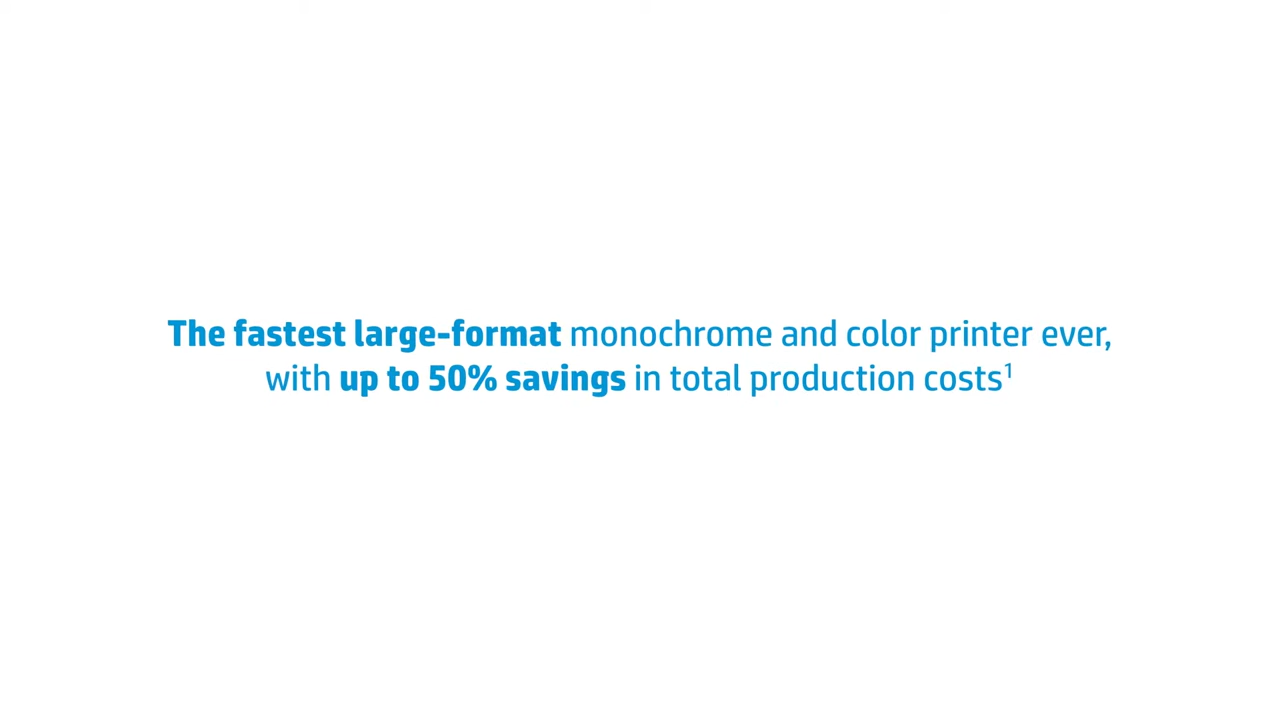 The fastest large-format monochrome and color printer ever,
with up to 50% savings in total production costs¹